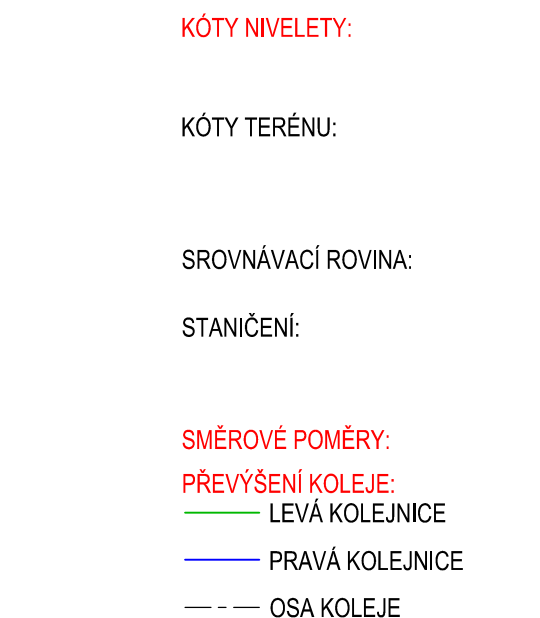 KÓTY NIVELETY:
KÓTY TERÉNU:
SROVNÁVACÍ ROVINA:
STANIČENÍ:
SMĚROVÉ POMĚRY:
PŘEVÝŠENÍ KOLEJE:
LEVÁ KOLEJNICE
PRAVÁ KOLEJNICE
OSA KOLEJE